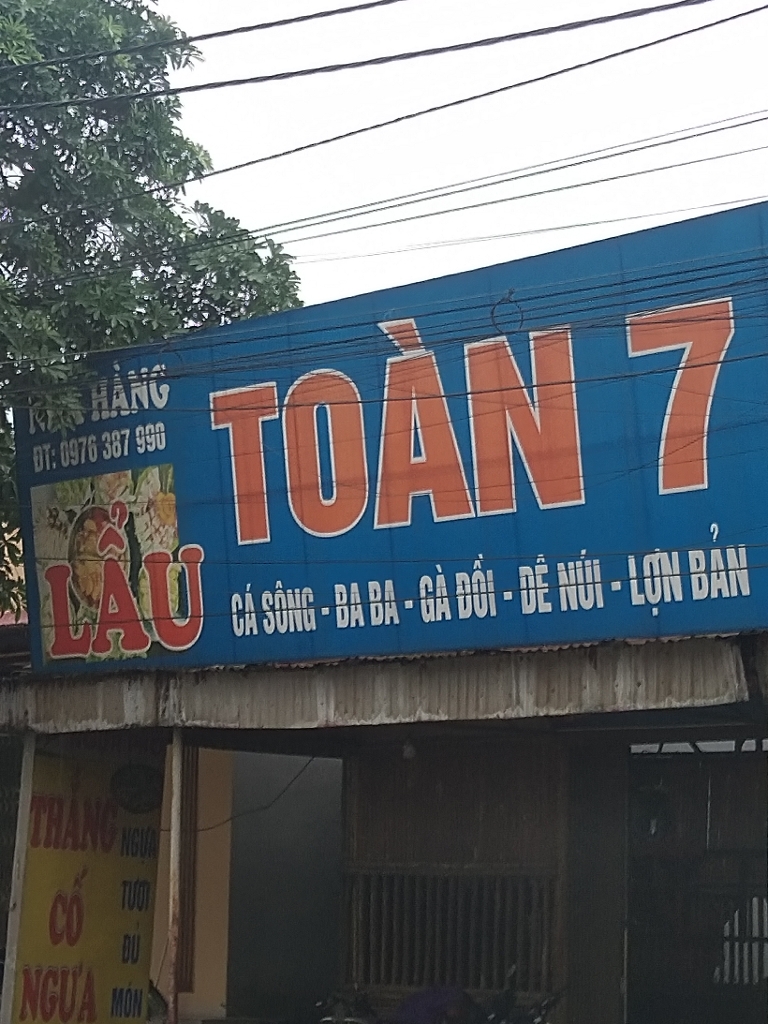 NHÀ HÀNG
ĐT: 0976 387 990
TOÀN 7
LẨU
CÁ SÔNG - BA BA - GÀ ĐỒI - DÊ NÚI - LỢN BẢN
THẮNG
CỐ
NGỰA
NGỰA
TƯƠI
ĐỦ
MÓN